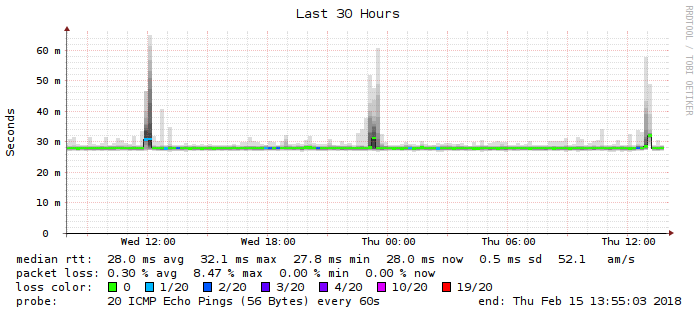 Last 30 Hours
RRDTOOL / TOBI OETIKER
Seconds
60 m
50 m
40 m
30 m
20 m
10 m
0
Wed 12:00 Wed 18:00 Thu 00:00 Thu 06:00 Thu 12:00
median rtt: 28.0 ms avg 32.1 ms max 27.8 ms min 28.0 ms now 0.5 ms sd 52.1 am/s
packet loss: 0.30 % avg 8.47 % max 0.00 % min 0.00 % now
loss color: 0 1/20 2/20 3/20 4/20 10/20 19/20
probe: 20 ICMP Echo Pings (56 Bytes) every 60s end: Thu Feb 15 13:55:03 2018